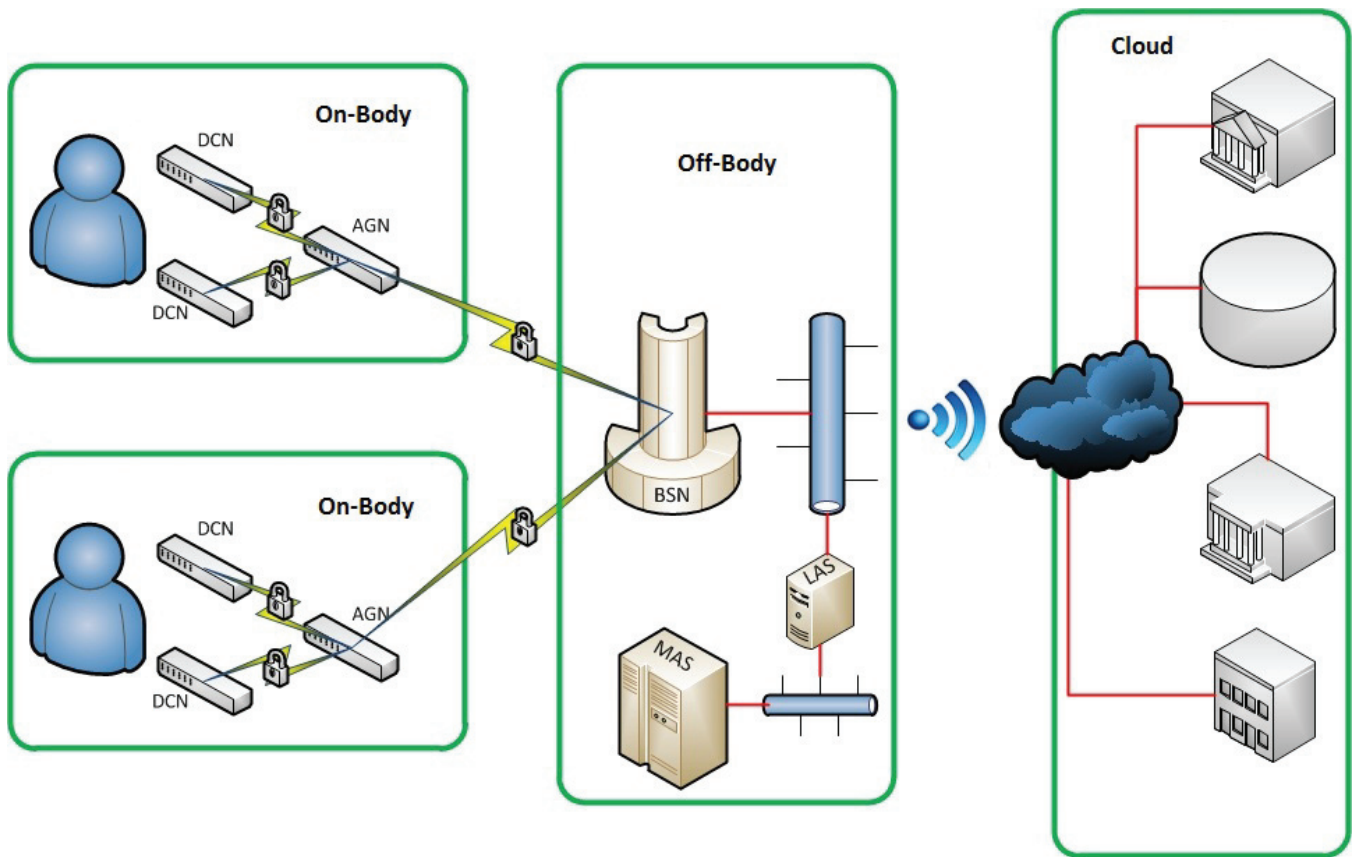 On-Body
DCN
AGN
DCN
On-Body
DCN
AGN
DCN
Off-Body
BSN
LAS
MAS
Cloud